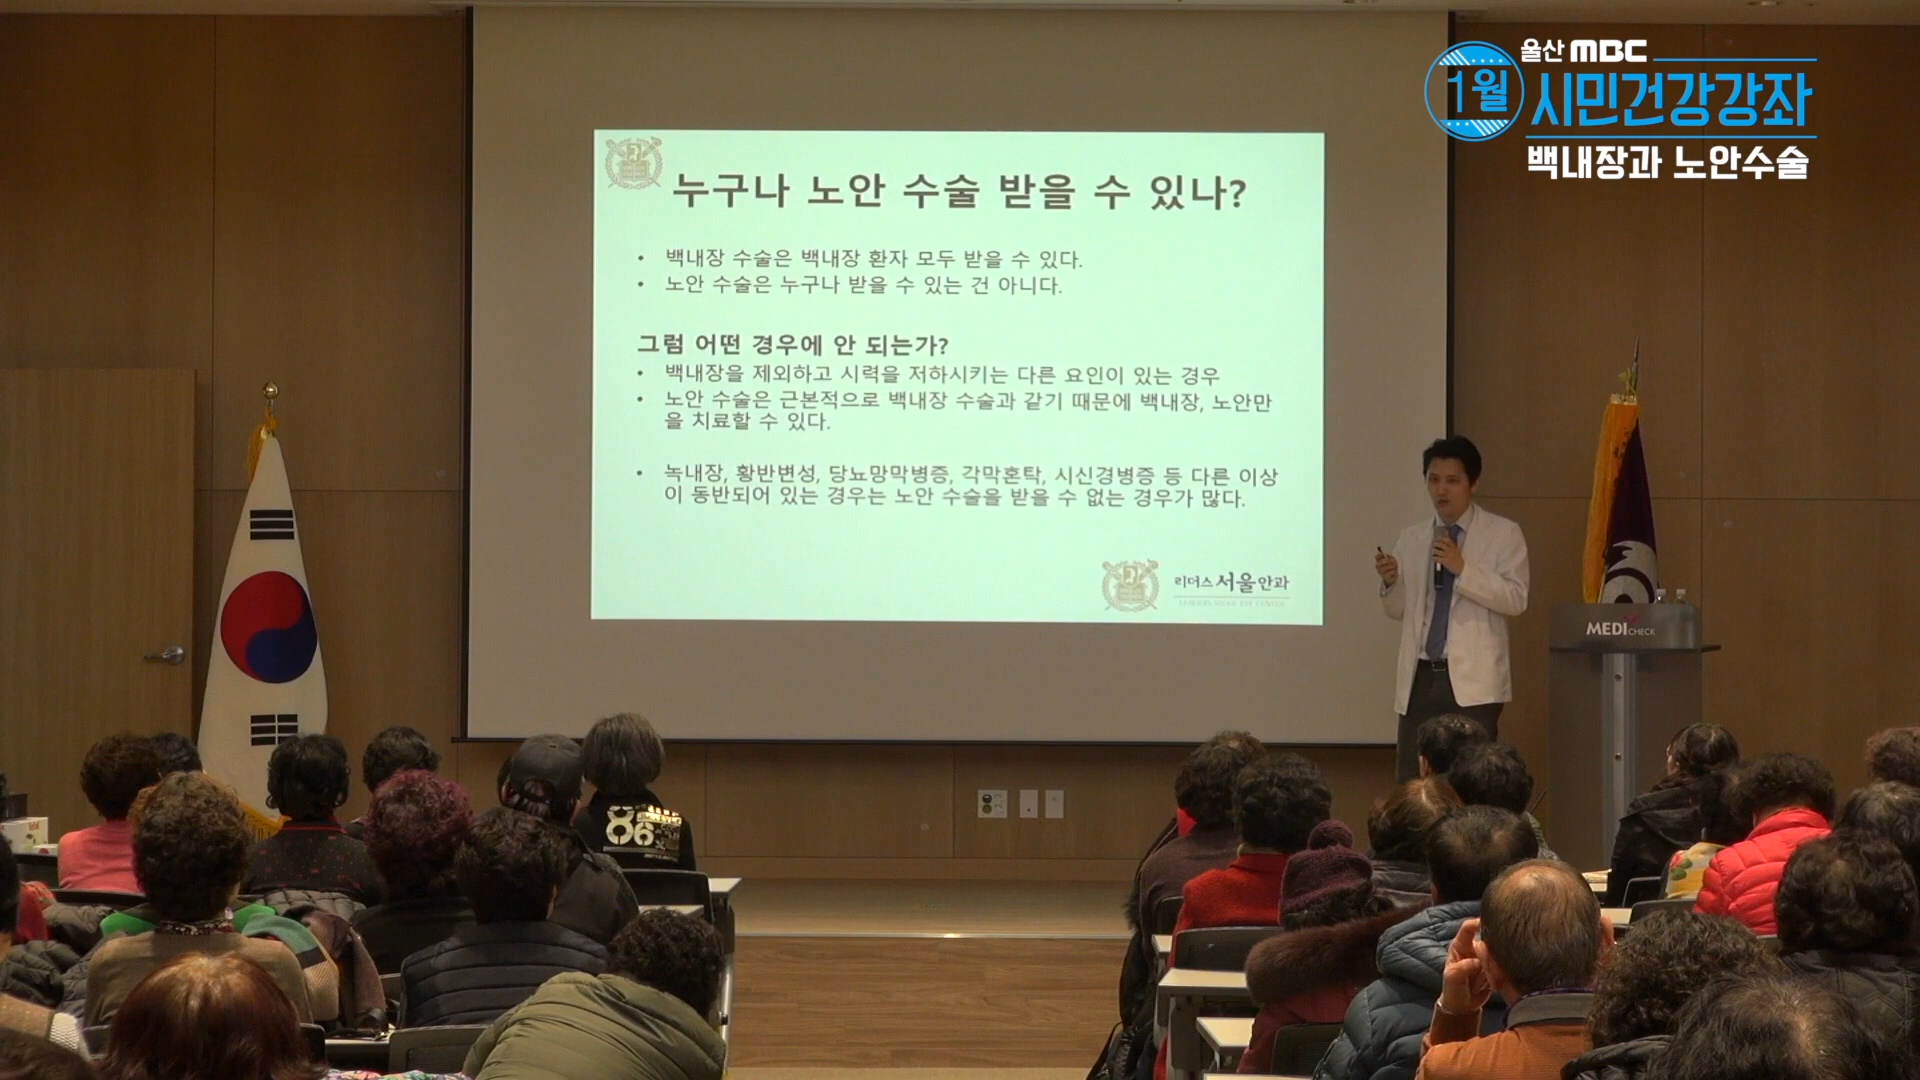 울산 MBC
1월
시민건강강좌
백내장과 노안수술
누구나 노안 수술 받을 수 있나?
• 백내장 수술은 백내장 환자 모두 받을 수 있다.
• 노안 수술은 누구나 받을 수 있는 건 아니다.
그럼 어떤 경우에 안 되는가?
• 백내장을 제외하고 시력을 저하시키는 다른 요인이 있는 경우
• 노안 수술은 근본적으로 백내장 수술과 같기 때문에 백내장, 노안만
을 치료할 수 있다.
• 녹내장, 황반변성, 당뇨망막병증, 각막혼탁, 시신경병증 등 다른 이상
이 동반되어 있는 경우는 노안 수술을 받을 수 없는 경우가 많다.
리더스 서울안과
MEDICHECK
86